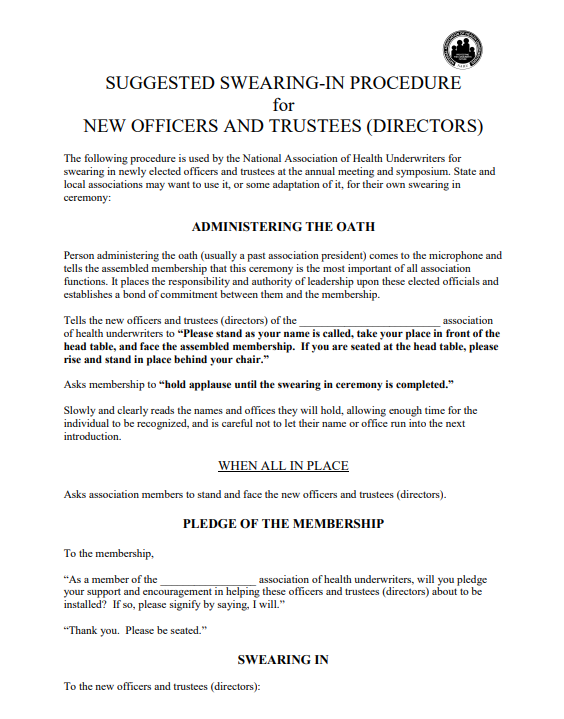 SUGGESTED SWEARING-IN PROCEDURE
for
NEW OFFICERS AND TRUSTEES (DIRECTORS)
The following procedure is used by the National Association of Health Underwriters for
swearing in newly elected officers and trustees at the annual meeting and symposium. State and
local associations may want to use it, or some adaptation of it, for their own swearing in
ceremony:
ADMINISTERING THE OATH
Person administering the oath (usually a past association president) comes to the microphone and
tells the assembled membership that this ceremony is the most important of all association
functions. It places the responsibility and authority of leadership upon these elected officials and
establishes a bond of commitment between them and the membership.
Tells the new officers and trustees (directors) of the __________________________ association
of health underwriters to “Please stand as your name is called, take your place in front of the
head table, and face the assembled membership. If you are seated at the head table, please
rise and stand in place behind your chair.”
Asks membership to “hold applause until the swearing in ceremony is completed.”
Slowly and clearly reads the names and offices they will hold, allowing enough time for the
individual to be recognized, and is careful not to let their name or office run into the next
introduction.
WHEN ALL IN PLACE
Asks association members to stand and face the new officers and trustees (directors).
PLEDGE OF THE MEMBERSHIP
To the membership,
“As a member of the __________________ association of health underwriters, will you pledge
your support and encouragement in helping these officers and trustees (directors) about to be
installed? If so, please signify by saying, I will.”
“Thank you. Please be seated.”
SWEARING IN
To the new officers and trustees (directors):